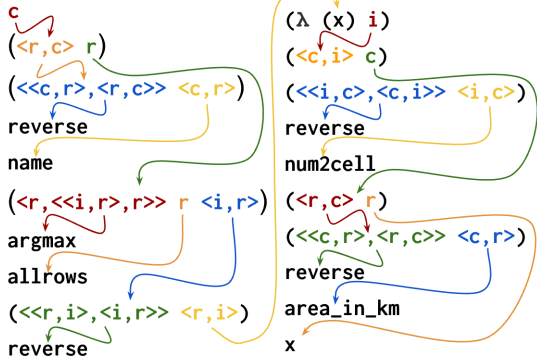 c
(<r,c> r)
(<<c,r>,<r,c>> <c,r>)
reverse
name
(<r,<<i,r>,r>> r <i,r>)
argmax
allrows
(<<r,i>,<i,r>> <r,i>)
reverse
(λ (x) i)
(<c,i> c)
(<<i,c>,<c,i>> <i,c>)
reverse
num2cell
(<r,c> r)
(<<c,r>,<r,c>> <c,r>)
reverse
area_in_km
x